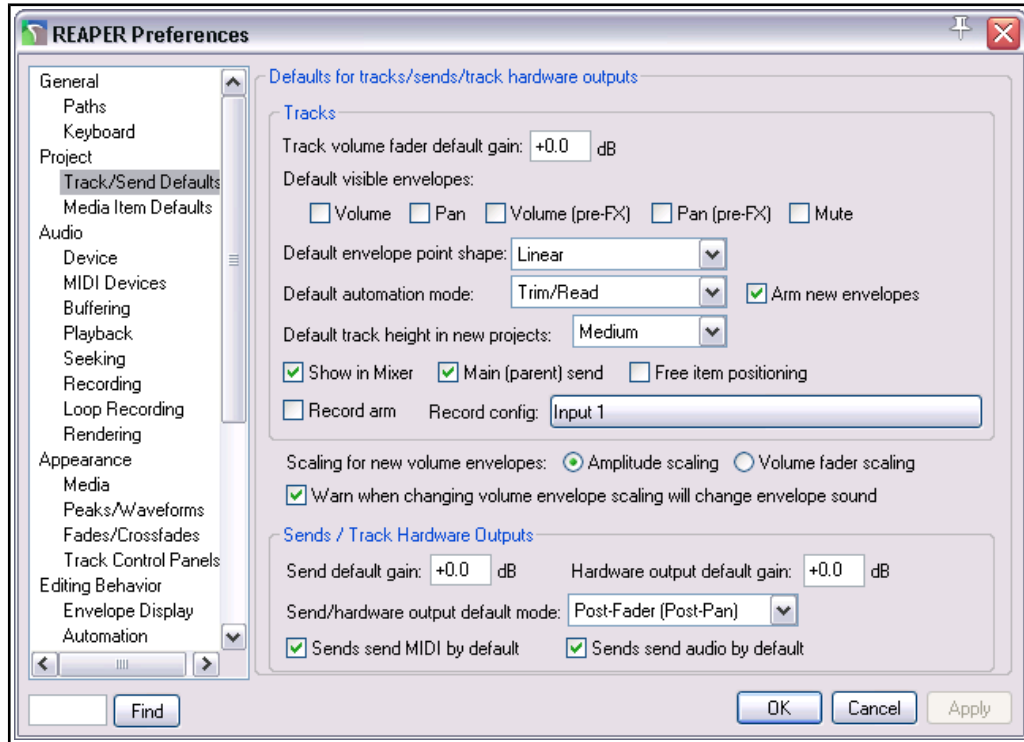 REAPER Preferences
General
Paths
Keyboard
Project
Track/Send Defaults
Media Item Defaults
Audio
Device
MIDI Devices
Buffering
Playback
Seeking
Recording
Loop Recording
Rendering
Appearance
Media
Peaks/Waveforms
Fades/Crossfades
Track Control Panels
Editing Behavior
Envelope Display
Automation
Find
Defaults for tracks/sends/track hardware outputs
Tracks
Track volume fader default gain: +0.0 dB
Default visible envelopes:
Volume Pan Volume (pre-FX) Pan (pre-FX) Mute
Default envelope point shape: Linear
Default automation mode: Trim/Read Arm new envelopes
Default track height in new projects: Medium
Show in Mixer Main (parent) send Free item positioning
Record arm Record config: Input 1
Scaling for new volume envelopes: Amplitude scaling Volume fader scaling
Warn when changing volume envelope scaling will change envelope sound
Sends / Track Hardware Outputs
Send default gain: +0.0 dB Hardware output default gain: +0.0 dB
Send/hardware output default mode: Post-Fader (Post-Pan)
Sends send MIDI by default Sends send audio by default
OK Cancel Apply